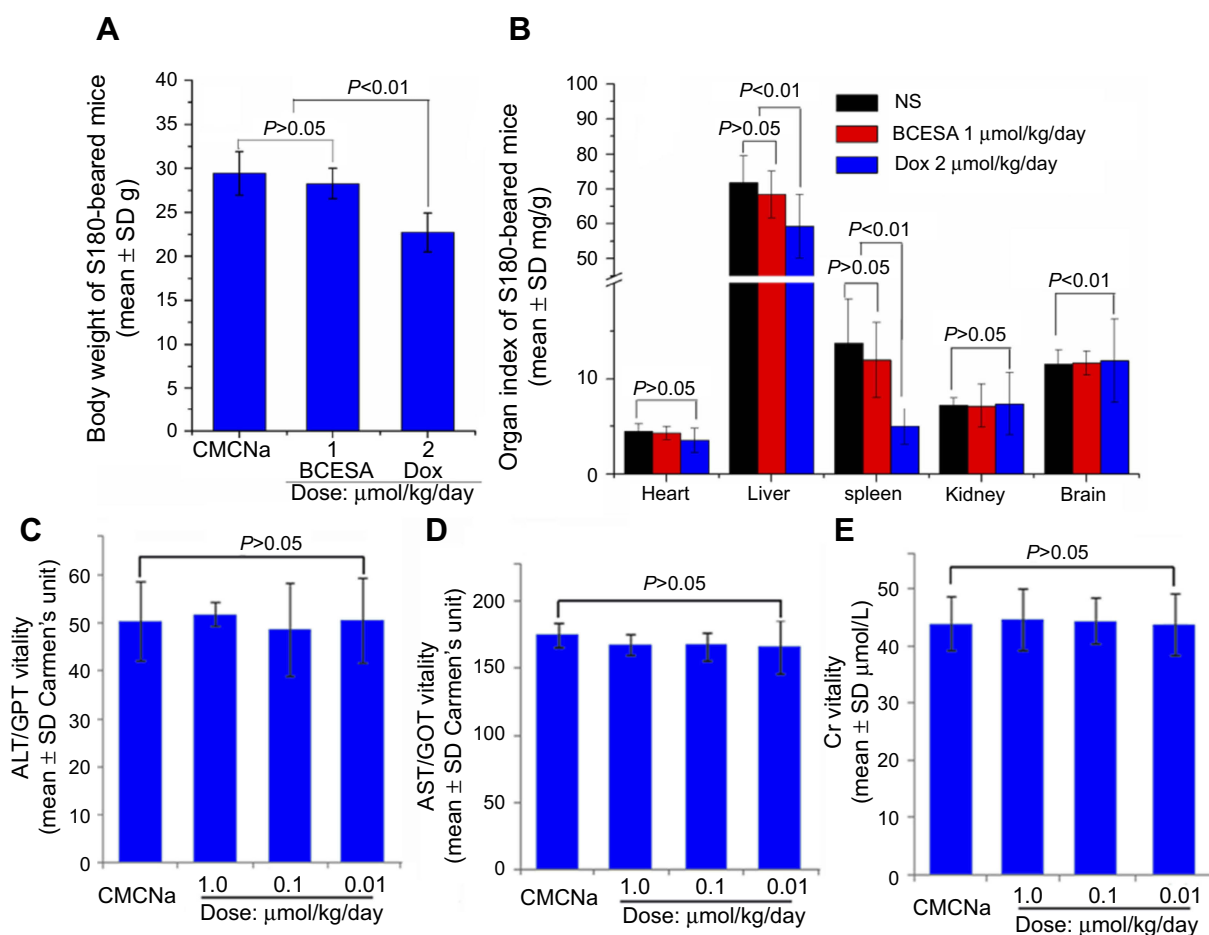 A
Body weight of S180-beared mice
(mean ± SD g)
40
35
30
25
20
15
10
5
0
P<0.01
P>0.05
CMCNa
1
2
BCESA
Dox
Dose: μmol/kg/day
B
Organ index of S180-beared mice
(mean ± SD mg/g)
100
90
80
70
60
50
10
0
NS
BCESA 1 μmol/kg/day
Dox 2 μmol/kg/day
P>0.05
P<0.01
P>0.05
P<0.01
P>0.05
P>0.05
P<0.01
Heart
Liver
spleen
Kidney
Brain
C
ALT/GPT vitality
(mean ± SD Carmen's unit)
60
50
40
30
20
10
0
P>0.05
CMCNa
1.0
0.1
0.01
Dose: μmol/kg/day
D
AST/GOT vitality
(mean ± SD Carmen's unit)
200
150
100
50
0
P>0.05
CMCNa
1.0
0.1
0.01
Dose: μmol/kg/day
E
Cr vitality
(mean ± SD μmol/L)
50
40
30
20
10
0
P>0.05
CMCNa
1.0
0.1
0.01
Dose: μmol/kg/day